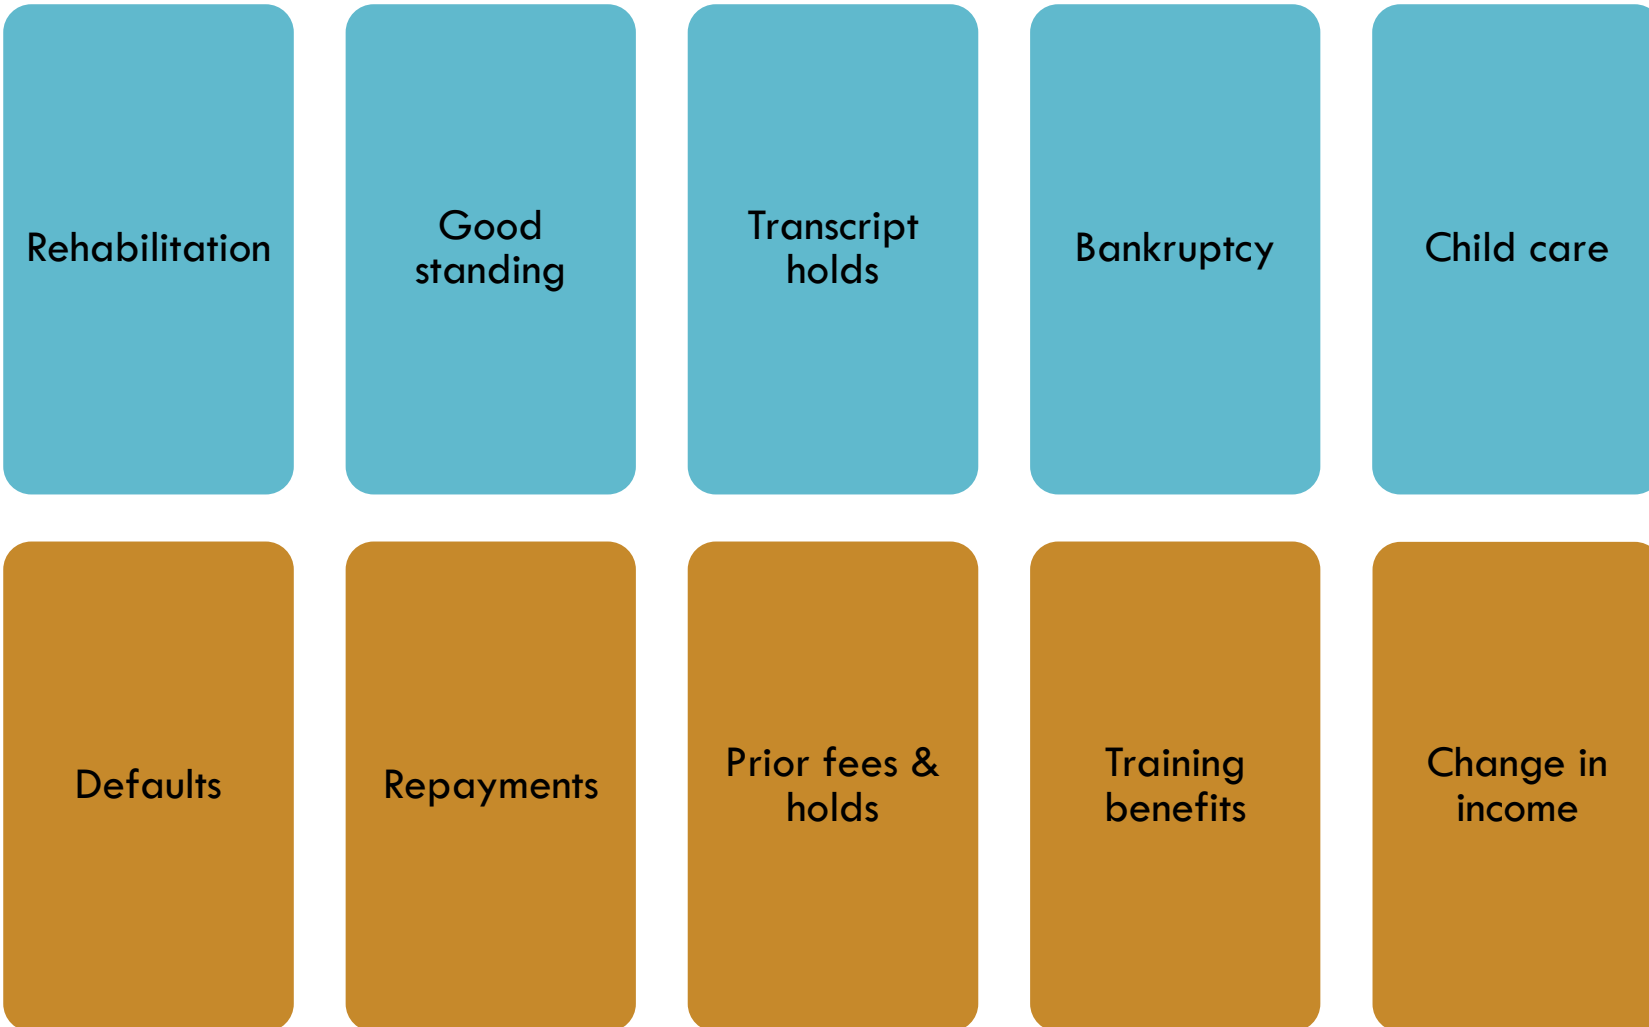 Rehabilitation
Good
standing
Transcript
holds
Bankruptcy
Child care
Defaults
Repayments
Prior fees &
holds
Training
benefits
Change in
income